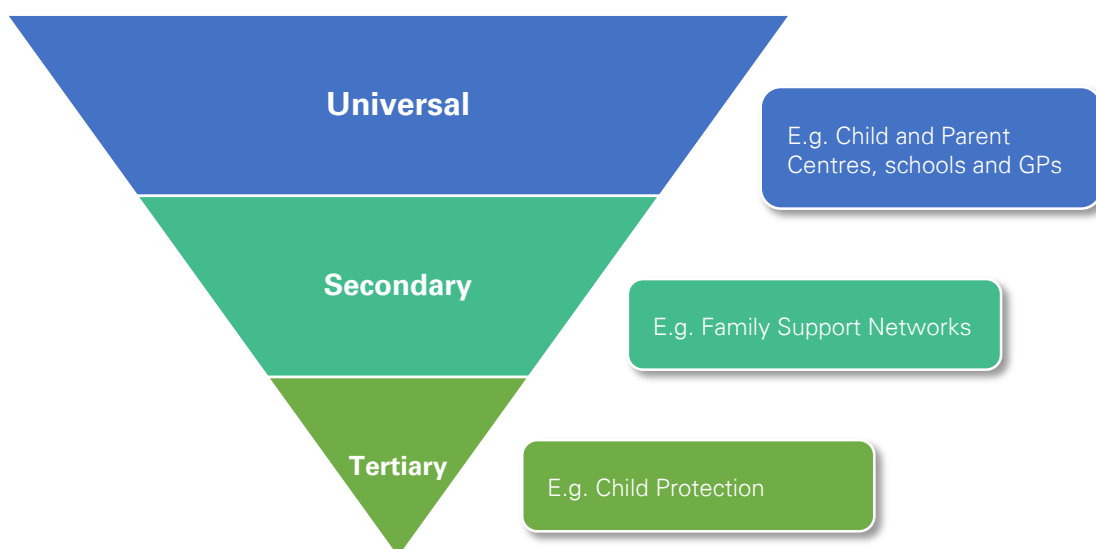 Universal
E.g. Child and Parent
Centres, schools and GPs
Secondary
E.g. Family Support Networks
Tertiary
E.g. Child Protection